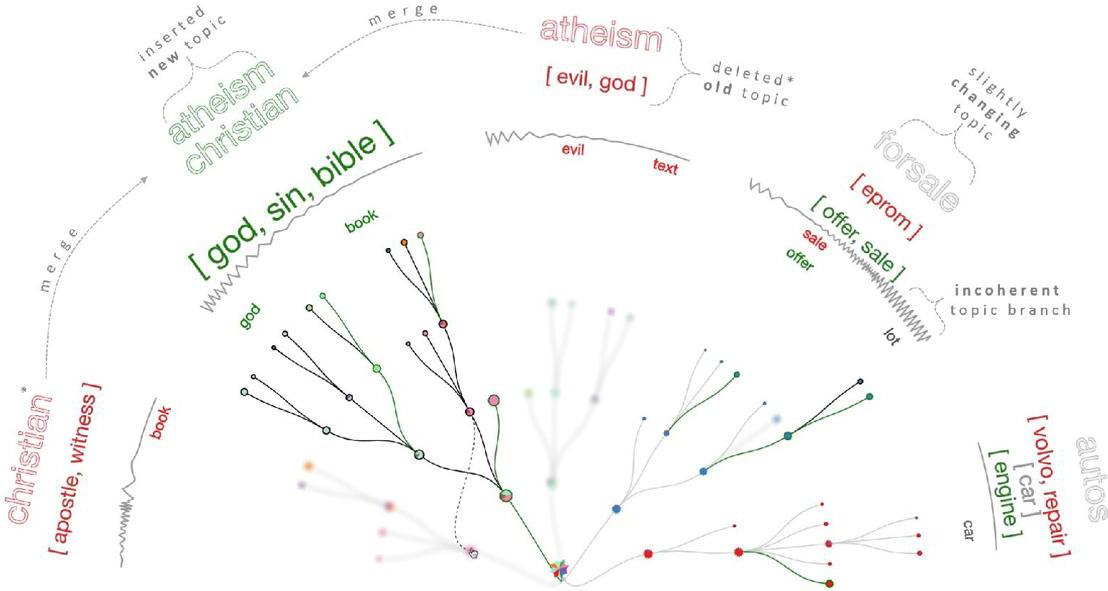 inserted
new topic
merge
atheism
[ evil, god ]
deleted*
old topic
evil
text
atheism
christian
[ god, sin, bible ]
book
god
merge
christian*
[ apostle, witness ]
book
slightly
changing
topic
forsale
[ eprom ]
[ offer, sale ]
sale
offer
lot
incoherent
topic branch
autos
[ volvo, repair ]
[ car ]
[ engine ]
car